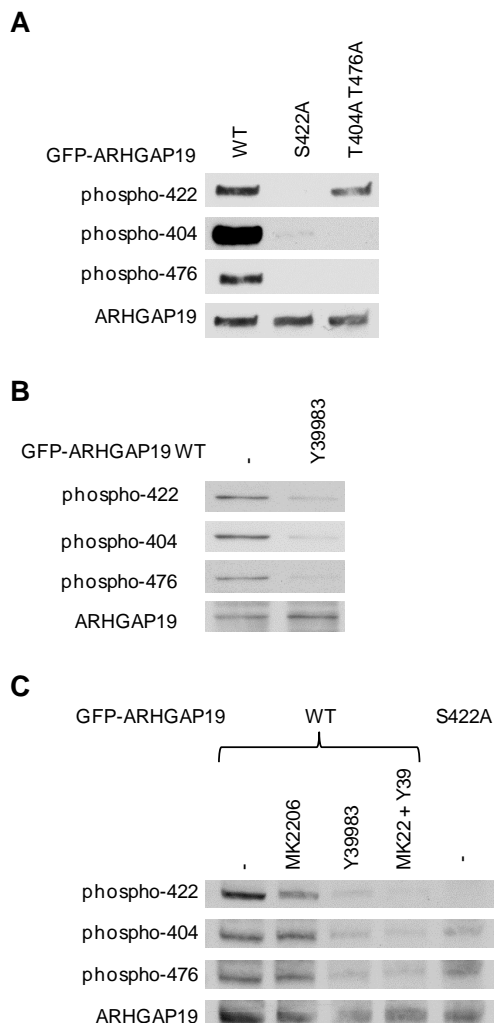 A
GFP-ARHGAP19
WT
S422A
T404A T476A
phospho-422
phospho-404
phospho-476
ARHGAP19
B
GFP-ARHGAP19 WT
-
Y39983
phospho-422
phospho-404
phospho-476
ARHGAP19
C
GFP-ARHGAP19
WT
S422A
-
MK2206
Y39983
MK22 + Y39
-
phospho-422
phospho-404
phospho-476
ARHGAP19